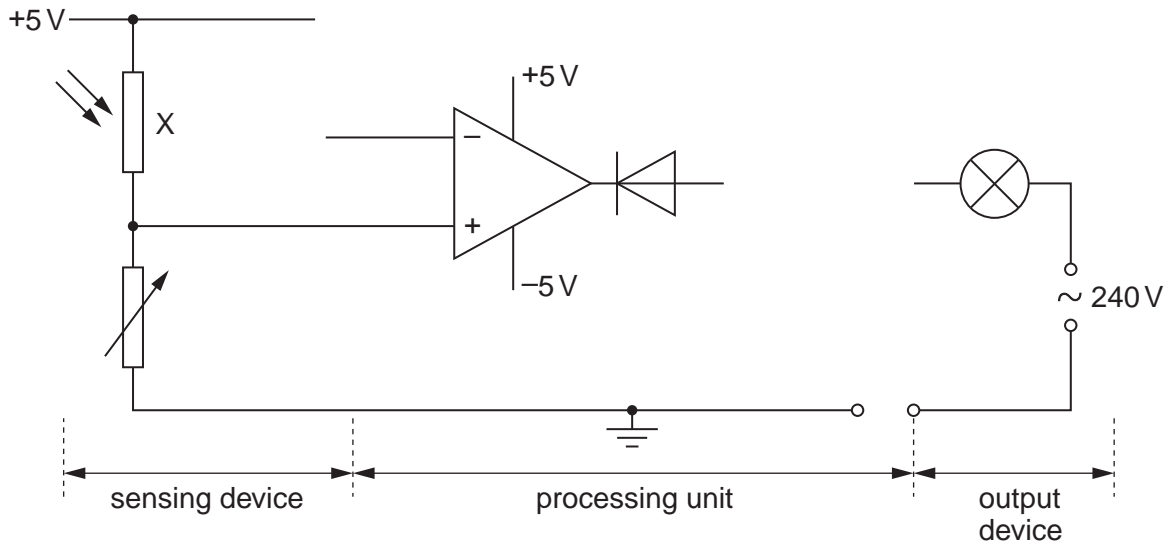 +5 V
X
+5 V
–
+
–5 V
~ 240 V
sensing device
processing unit
output
device